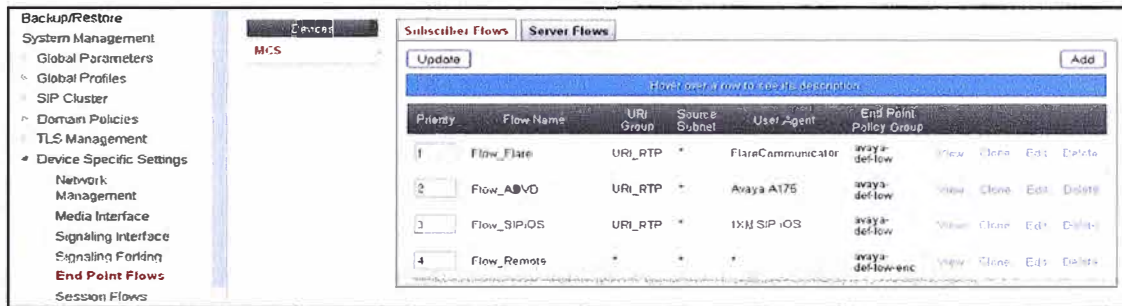 Backup/Restore
System Management
Global Parameters
Global Profiles
SIP Cluster
Domain Policies
TLS Management
Device Specific Settings
Network
Management
Media Interface
Signaling Interface
Signaling Forking
End Point Flows
Session Flows
Devices
MCS
Subscriber Flows Server Flows
Update Add
Hover over a row to see its description
Priority Flow Name URI Group Source Subnet User Agent End Point Policy Group
1 Flow_Flare URI_RTP * FlareCommunicator avaya-def-low View Clone Edit Delete
2 Flow_ADVD URI_RTP * Avaya A175 avaya-def-low View Clone Edit Delete
3 Flow_SIPiOS URI_RTP * 1XM SIP iOS avaya-def-low View Clone Edit Delete
4 Flow_Remote * * * avaya-def-low-enc View Clone Edit Delete